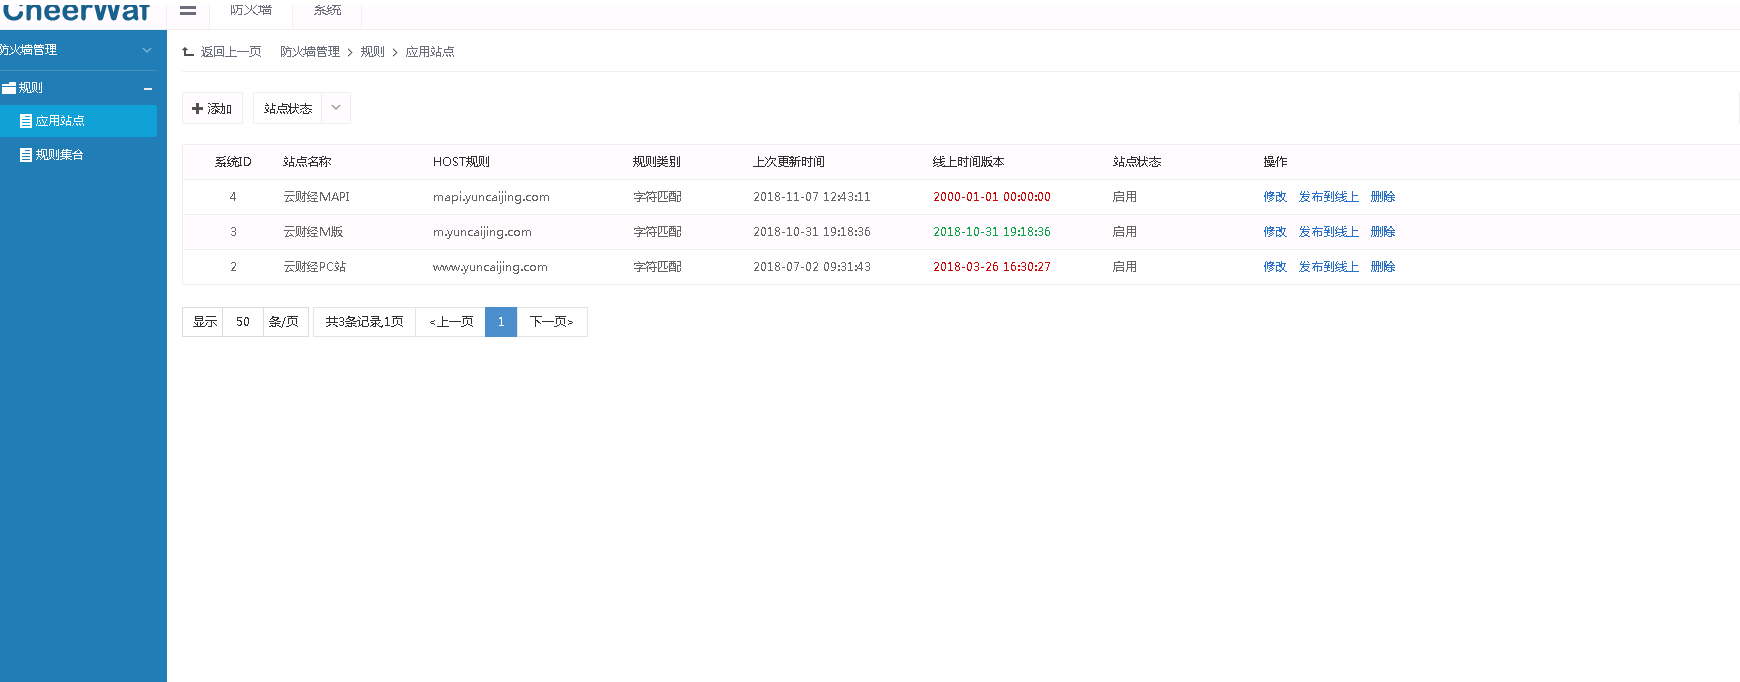 CheerWaf
防火墙 系统
防火墙管理
规则
应用站点
规则集合
返回上一页 防火墙管理 > 规则 > 应用站点
添加 站点状态
系统ID 站点名称 HOST规则 规则类别 上次更新时间 线上时间版本 站点状态 操作
4 云财经MAPI mapi.yuncaijing.com 字符匹配 2018-11-07 12:43:11 2000-01-01 00:00:00 启用 修改 发布到线上 删除
3 云财经M版 m.yuncaijing.com 字符匹配 2018-10-31 19:18:36 2018-10-31 19:18:36 启用 修改 发布到线上 删除
2 云财经PC站 www.yuncaijing.com 字符匹配 2018-07-02 09:31:43 2018-03-26 16:30:27 启用 修改 发布到线上 删除
显示 50 条/页 共3条记录,1页 «上一页 1 下一页»